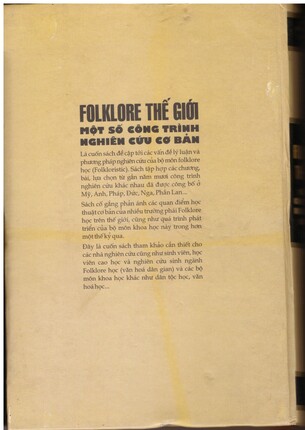 FOLKLORE THẾ GIỚI
MỘT SỐ CÔNG TRÌNH
NGHIÊN CỨU CƠ BẢN
Là cuốn sách đề cập tới các vấn đề lý luận và
phương pháp nghiên cứu của bộ môn folklore
học (Folkloristic). Sách tập hợp các chương,
bài, lựa chọn từ gần năm mươi công trình
nghiên cứu khác nhau đã được công bố ở
Mỹ, Anh, Pháp, Đức, Nga, Phần Lan...
Sách cố gắng phản ánh các quan điểm học
thuật cơ bản của nhiều trường phái Folklore
học trên thế giới, cũng như quá trình phát
triển của bộ môn khoa học này trong hơn
một thế kỷ qua.
Đây là cuốn sách tham khảo cần thiết cho
các nhà nghiên cứu cũng như sinh viên, học
viên cao học và nghiên cứu sinh ngành
Folklore học (văn hoá dân gian) và các bộ
môn khoa học khác như dân tộc học, văn
hoá học...